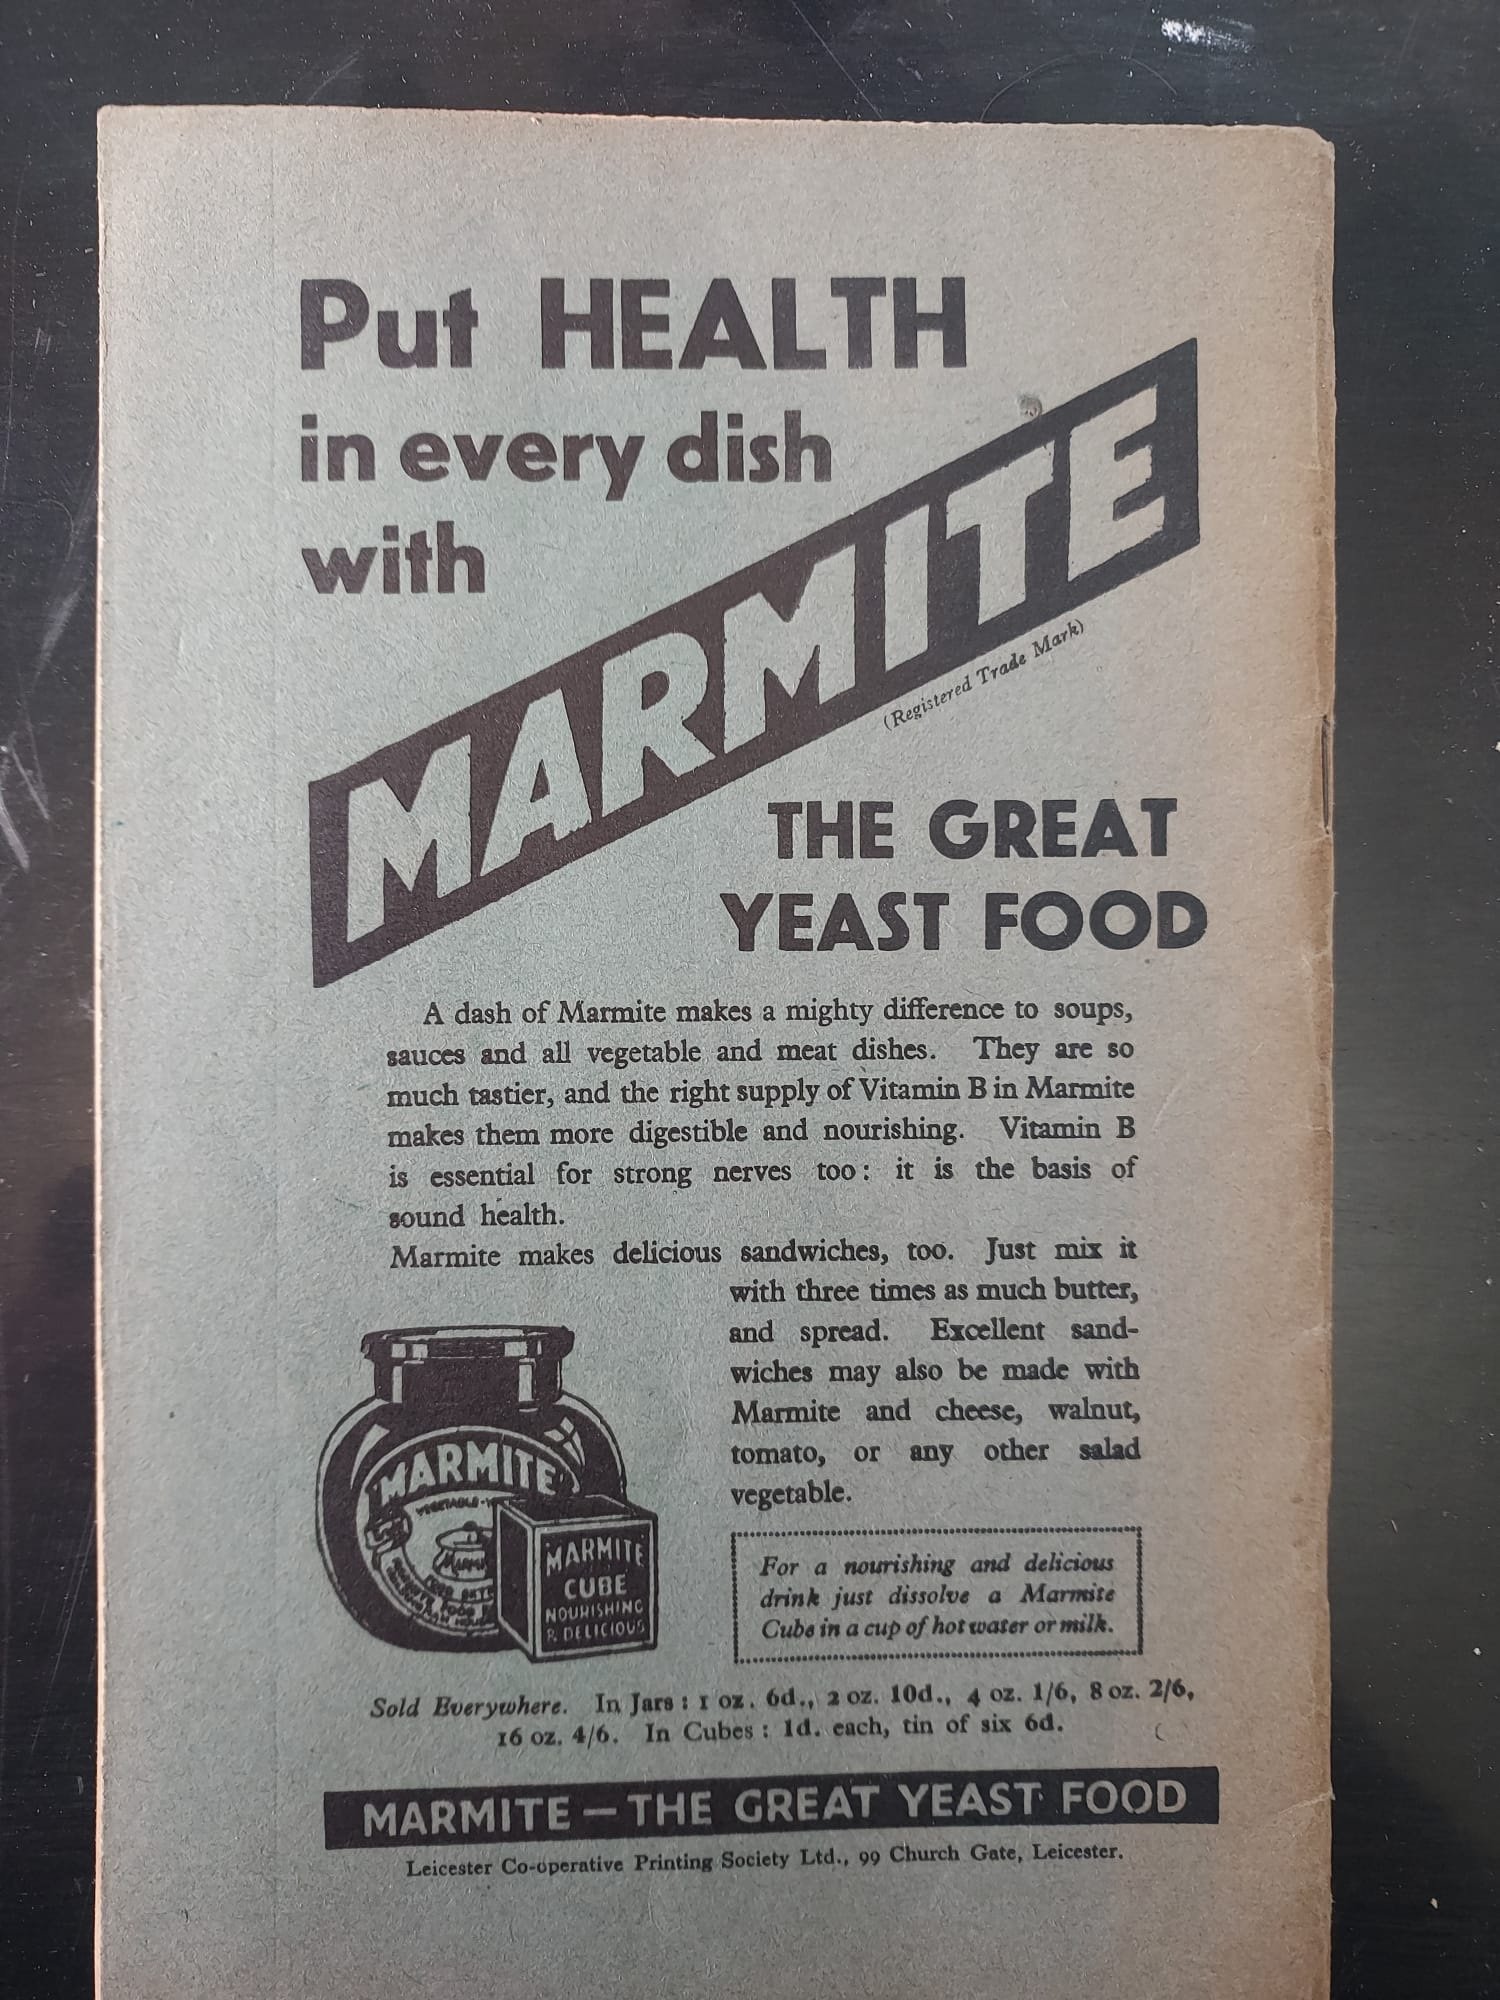 Put HEALTH
in every dish
with
MARMITE
(Registered Trade Mark)
THE GREAT
YEAST FOOD
A dash of Marmite makes a mighty difference to soups,
sauces and all vegetable and meat dishes. They are so
much tastier, and the right supply of Vitamin B in Marmite
makes them more digestible and nourishing. Vitamin B
is essential for strong nerves too: it is the basis of
sound health.
Marmite makes delicious sandwiches, too. Just mix it
with three times as much butter,
and spread. Excellent sand-
wiches may also be made with
Marmite and cheese, walnut,
tomato, or any other salad
vegetable.
MARMITE
VEGETABLE
MARMITE
CUBE
NOURISHING
& DELICIOUS
For a nourishing and delicious
drink just dissolve a Marmite
Cube in a cup of hot water or milk.
Sold Everywhere. In Jars: 1 oz. 6d., 2 oz. 10d., 4 oz. 1/6, 8 oz. 2/6,
16 oz. 4/6. In Cubes: 1d. each, tin of six 6d.
MARMITE — THE GREAT YEAST FOOD
Leicester Co-operative Printing Society Ltd., 99 Church Gate, Leicester.